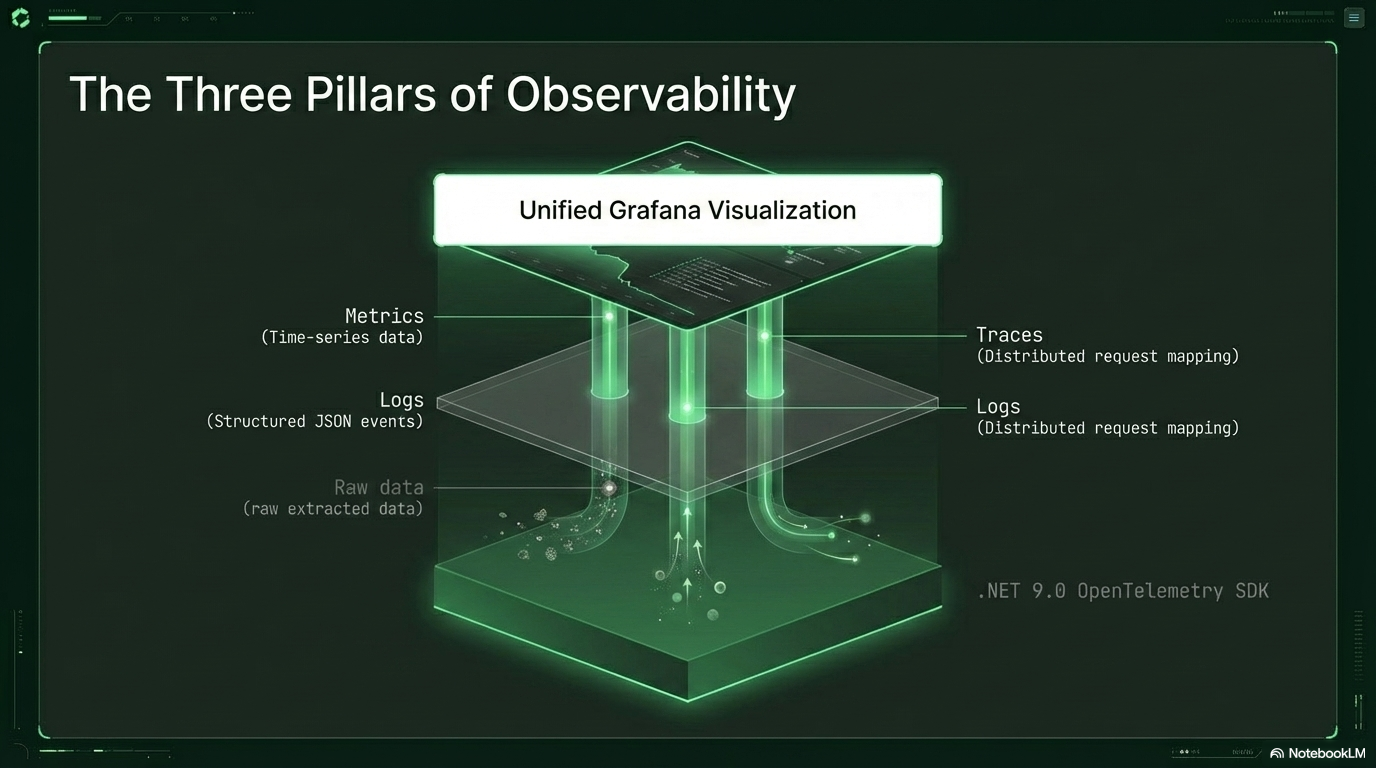 The Three Pillars of Observability
Unified Grafana Visualization
Metrics
(Time-series data)
Logs
(Structured JSON events)
Raw data
(raw extracted data)
Traces
(Distributed request mapping)
Logs
(Distributed request mapping)
.NET 9.0 OpenTelemetry SDK
NotebookLM